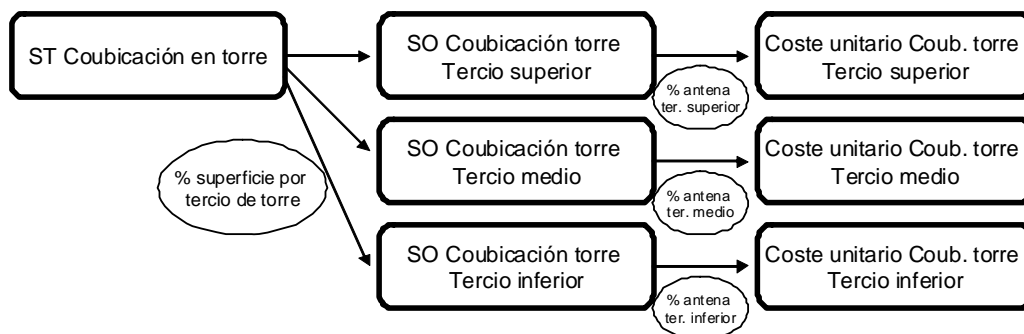 ST Coubicación en torre
SO Coubicación torre
Tercio superior
% antena
ter. superior
Coste unitario Coub. torre
Tercio superior
% superficie por
tercio de torre
SO Coubicación torre
Tercio medio
% antena
ter. medio
Coste unitario Coub. torre
Tercio medio
SO Coubicación torre
Tercio inferior
% antena
ter. inferior
Coste unitario Coub. torre
Tercio inferior